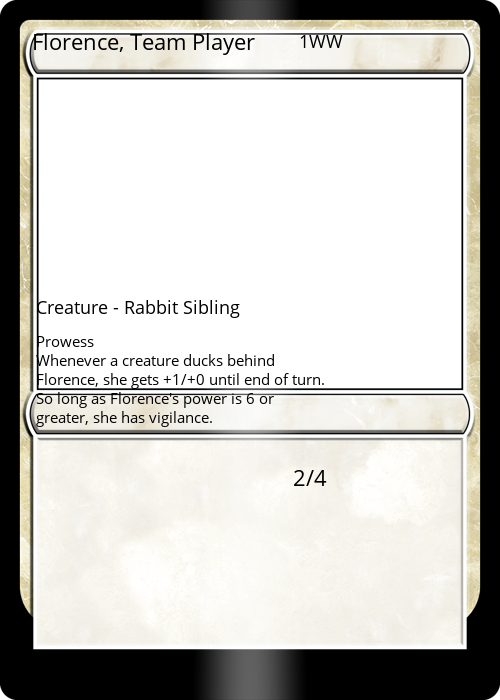 Florence, Team Player 1WW
Creature - Rabbit Sibling
Prowess
Whenever a creature ducks behind
Florence, she gets +1/+0 until end of turn.
So long as Florence's power is 6 or
greater, she has vigilance.
2/4